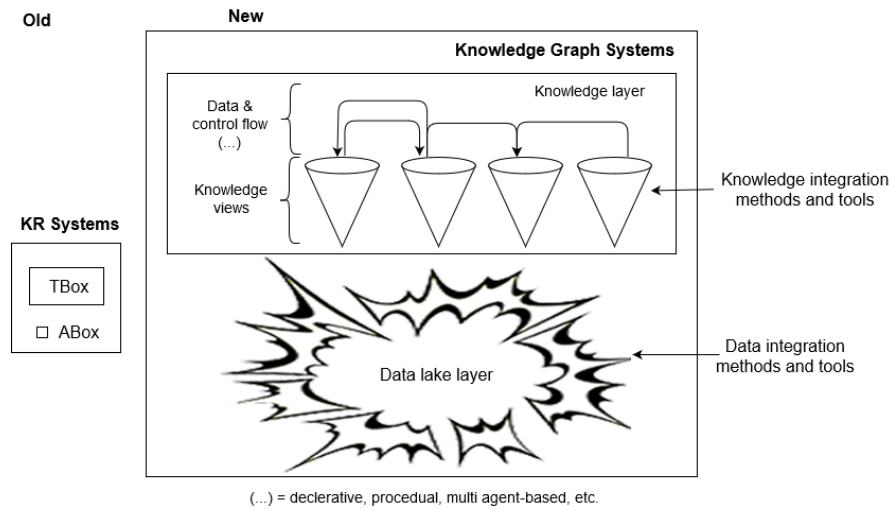 Old
New
Knowledge Graph Systems
Knowledge layer
Data &
control flow
(...)
Knowledge
views
Knowledge integration
methods and tools
KR Systems
TBox
ABox
Data lake layer
Data integration
methods and tools
(...) = declerative, procedual, multi agent-based, etc.